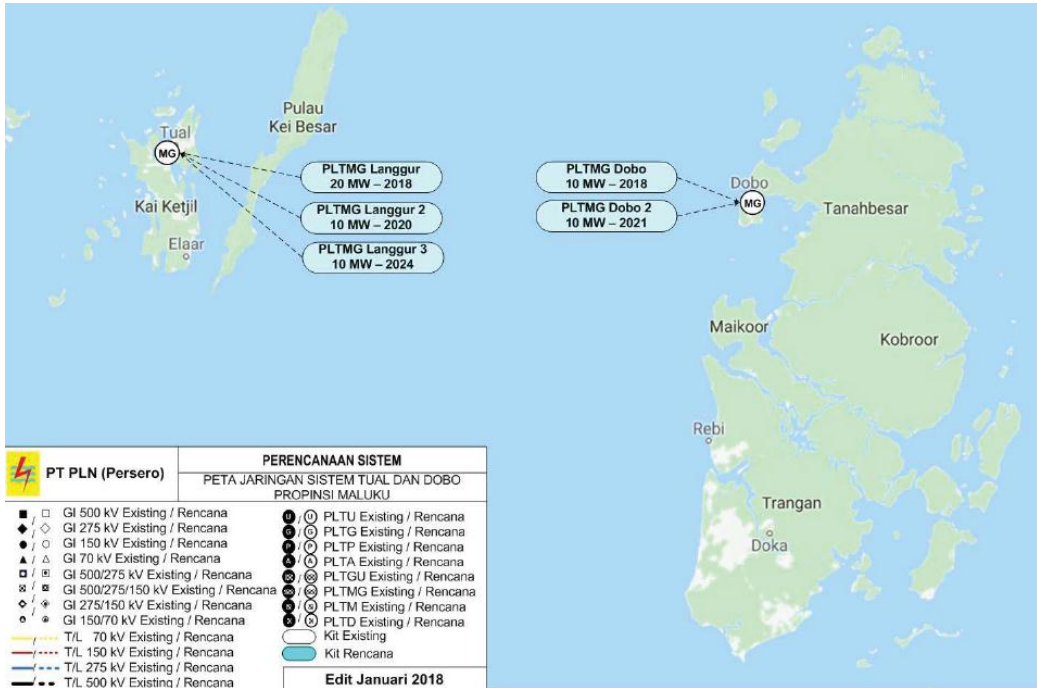 Pulau
Kei Besar
Tual
MG
Kai Ketjil
Elaar
PLTMG Langgur
20 MW – 2018
PLTMG Langgur 2
10 MW – 2020
PLTMG Langgur 3
10 MW – 2024
PLTMG Dobo
10 MW – 2018
PLTMG Dobo 2
10 MW – 2021
Dobo
MG
Tanahbesar
Maikoor
Kobroor
Rebi
Trangan
Doka
PT PLN (Persero)
PERENCANAAN SISTEM
PETA JARINGAN SISTEM TUAL DAN DOBO
PROPINSI MALUKU
GI 500 kV Existing / Rencana
GI 275 kV Existing / Rencana
GI 150 kV Existing / Rencana
GI 70 kV Existing / Rencana
GI 500/275 kV Existing / Rencana
GI 500/275/150 kV Existing / Rencana
GI 275/150 kV Existing / Rencana
GI 150/70 kV Existing / Rencana
T/L 70 kV Existing / Rencana
T/L 150 kV Existing / Rencana
T/L 275 kV Existing / Rencana
T/L 500 kV Existing / Rencana
U / U PLTU Existing / Rencana
G / G PLTG Existing / Rencana
P / P PLTP Existing / Rencana
A / A PLTA Existing / Rencana
PLTGU Existing / Rencana
PLTMG Existing / Rencana
PLTM Existing / Rencana
PLTD Existing / Rencana
Kit Existing
Kit Rencana
Edit Januari 2018